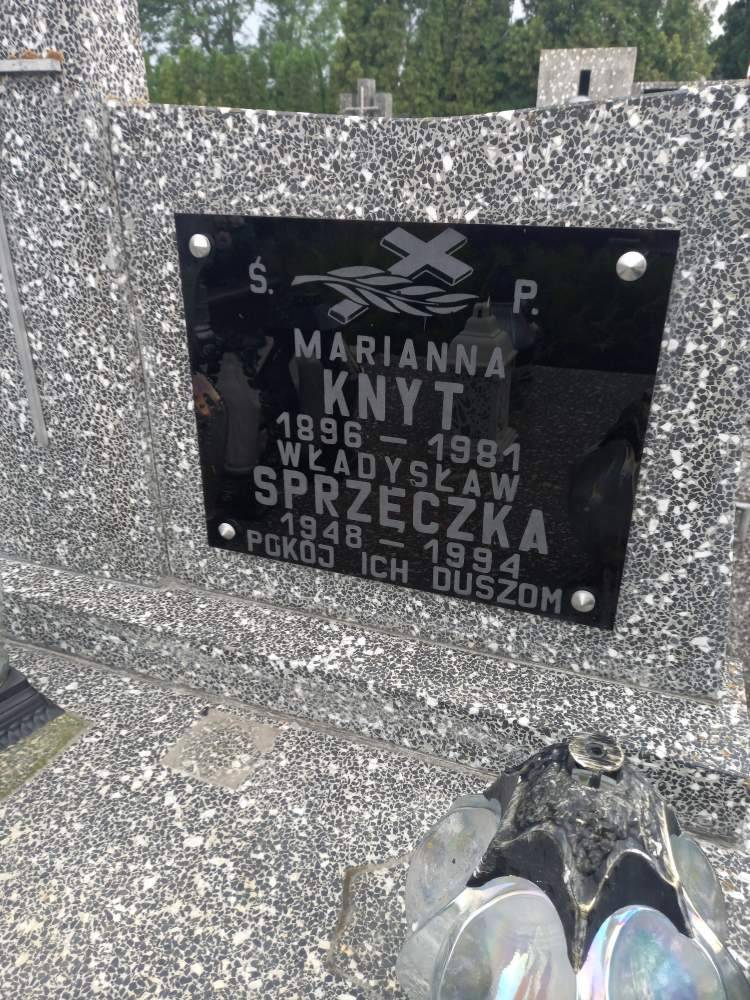 Ś. P.
MARIANNA
KNYT
1896 — 1981
WŁADYSŁAW
SPRZĘCZKA
1948 — 1994
POKÓJ ICH DUSZOM